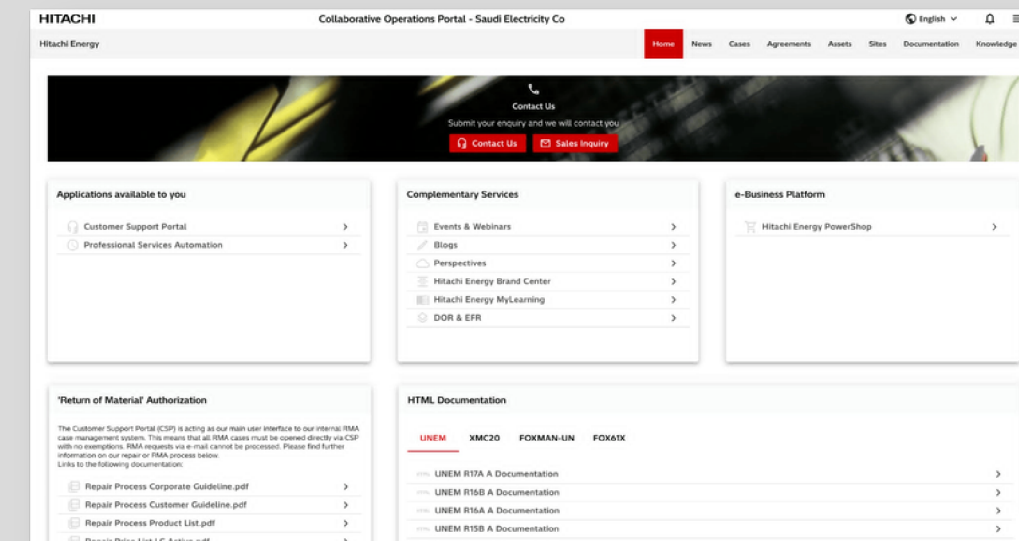 HITACHI
Collaborative Operations Portal - Saudi Electricity Co
English
Hitachi Energy
Home News Cases Agreements Assets Sites Documentation Knowledge
Contact Us
Submit your enquiry and we will contact you
Contact Us Sales Inquiry
Applications available to you
Customer Support Portal
Professional Services Automation
Complementary Services
Events & Webinars
Blogs
Perspectives
Hitachi Energy Brand Center
Hitachi Energy MyLearning
DOR & EFR
e-Business Platform
Hitachi Energy PowerShop
'Return of Material' Authorization
The Customer Support Portal (CSP) is acting as our main user interface to our internal RMA
case management system. This means that all RMA cases must be opened directly via CSP
with no exemptions. RMA requests via e-mail cannot be processed. Please find further
information on our repair or RMA process below.
Links to the following documentation:
Repair Process Corporate Guideline.pdf
Repair Process Customer Guideline.pdf
Repair Process Product List.pdf
HTML Documentation
UNEM XMC20 FOXMAN-UN FOX61X
UNEM R17A A Documentation
UNEM R16B A Documentation
UNEM R16A A Documentation
UNEM R15B A Documentation